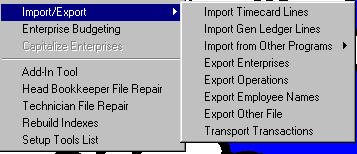 Import/Export
Enterprise Budgeting
Capitalize Enterprises
Add-In Tool
Head Bookkeeper File Repair
Technician File Repair
Rebuild Indexes
Setup Tools List
Import Timecard Lines
Import Gen Ledger Lines
Import from Other Programs
Export Enterprises
Export Operations
Export Employee Names
Export Other File
Transport Transactions